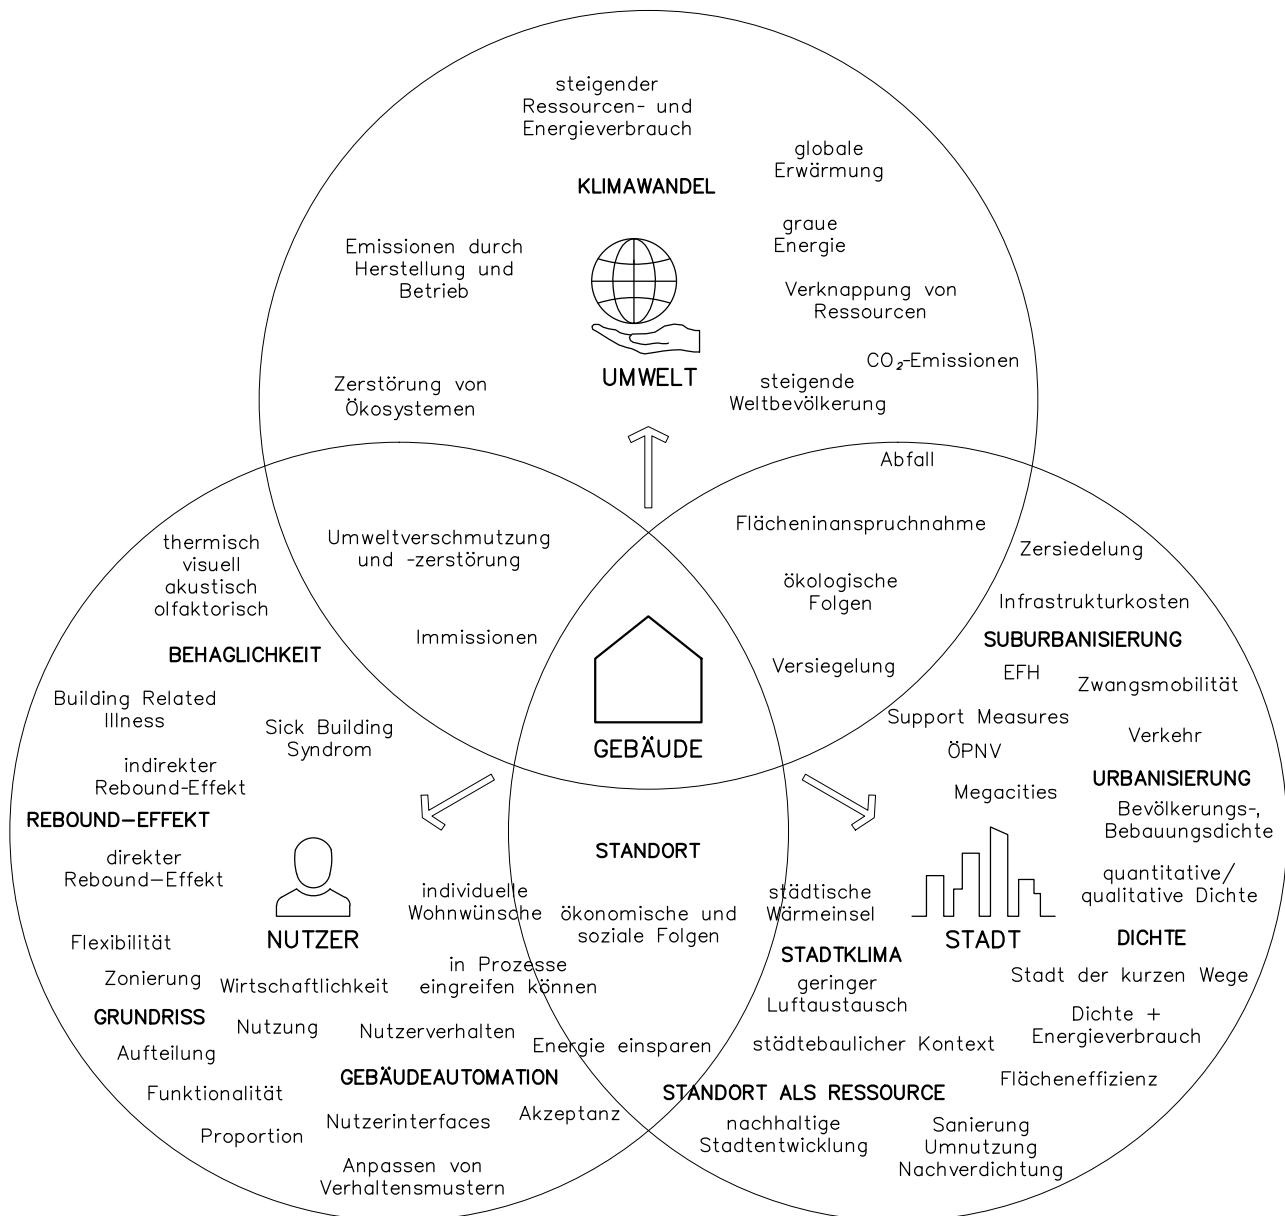 steigender
Ressourcen- und
Energieverbrauch
globale
Erwärmung
KLIMAWANDEL
graue
Energie
Emissionen durch
Herstellung und
Betrieb
Verknappung von
Ressourcen
CO₂-Emissionen
UMWELT
steigende
Weltbevölkerung
Zerstörung von
Ökosystemen
Abfall
Umweltverschmutzung
und -zerstörung
Immissionen
Flächeninanspruchnahme
ökologische
Folgen
Versiegelung
GEBÄUDE
thermisch
visuell
akustisch
olfaktorisch
BEHAGLICHKEIT
Building Related
Illness
Sick Building
Syndrom
indirekter
Rebound-Effekt
REBOUND-EFFEKT
direkter
Rebound-Effekt
NUTZER
individuelle
Wohnwünsche
Flexibilität
Zonierung
Wirtschaftlichkeit
in Prozesse
eingreifen können
GRUNDRISS
Nutzung
Nutzerverhalten
Aufteilung
Energie einsparen
GEBÄUDEAUTOMATION
Funktionalität
Nutzerinterfaces
Akzeptanz
Proportion
Anpassen von
Verhaltensmustern
STANDORT
ökonomische und
soziale Folgen
Zersiedelung
Infrastrukturkosten
SUBURBANISIERUNG
EFH
Zwangsmobilität
Support Measures
ÖPNV
Verkehr
URBANISIERUNG
Megacities
Bevölkerungs-,
Bebauungsdichte
quantitative/
qualitative Dichte
städtische
Wärmeinsel
STADT
DICHTE
STADTKLIMA
geringer
Luftaustausch
Stadt der kurzen Wege
Dichte +
Energieverbrauch
städtebaulicher Kontext
Flächeneffizienz
STANDORT ALS RESSOURCE
nachhaltige
Stadtentwicklung
Sanierung
Umnutzung
Nachverdichtung